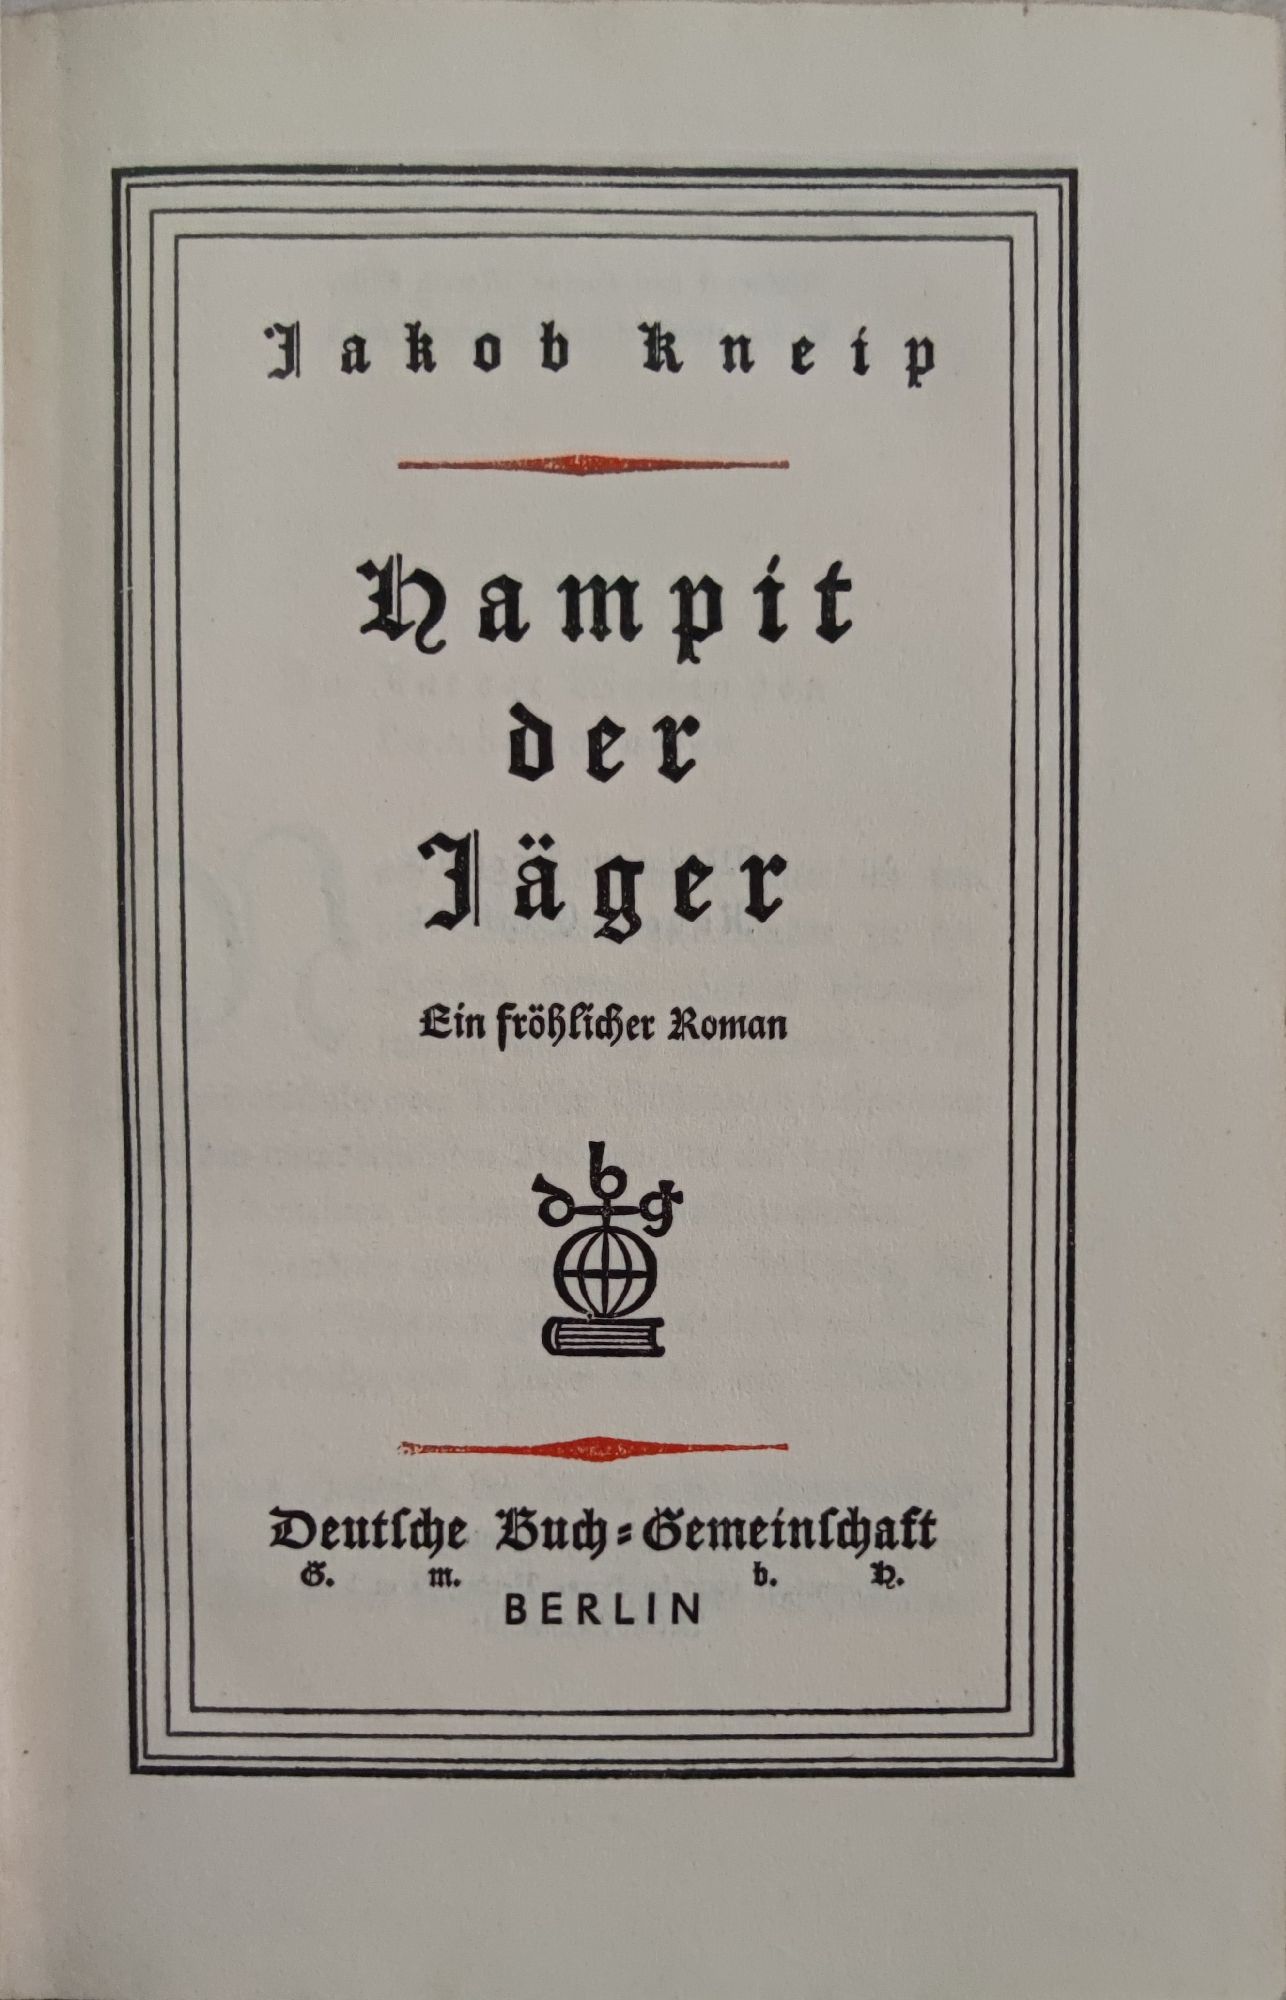 Jakob Kneip
Hampit
der
Jäger
Ein fröhlicher Roman
dbg
Deutſche Buch-Gemeinſchaft
G. m. b. H.
BERLIN